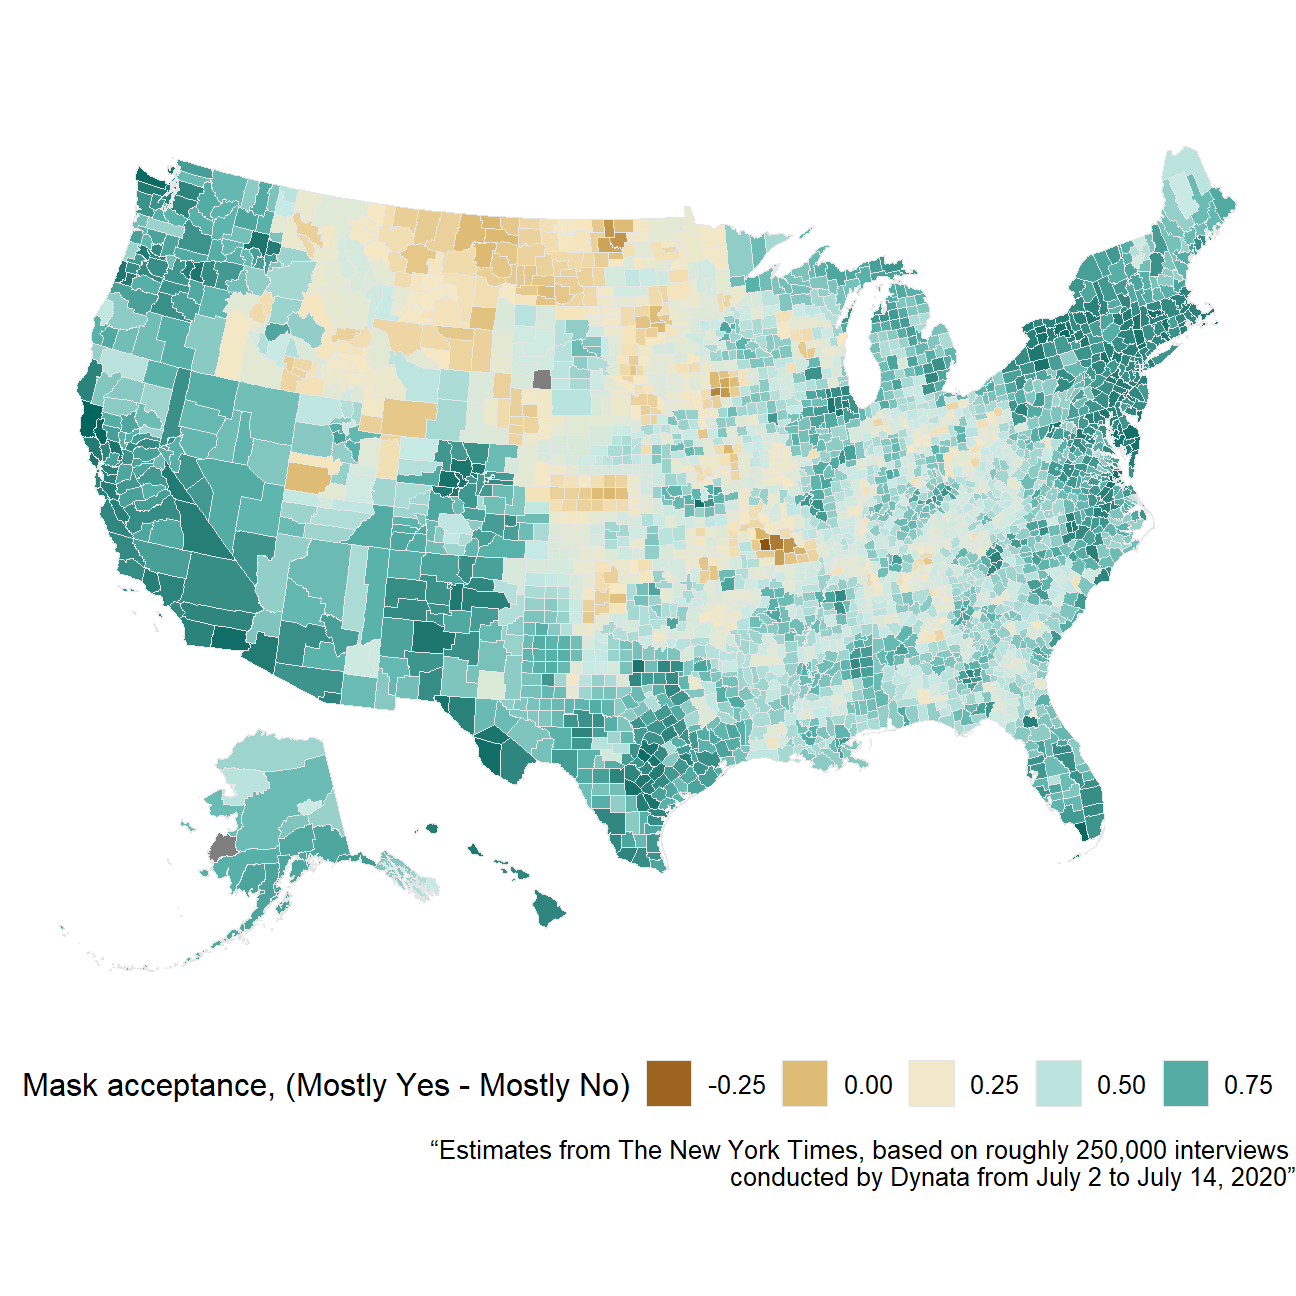 Mask acceptance, (Mostly Yes - Mostly No) -0.25 0.00 0.25 0.50 0.75
“Estimates from The New York Times, based on roughly 250,000 interviews
conducted by Dynata from July 2 to July 14, 2020”